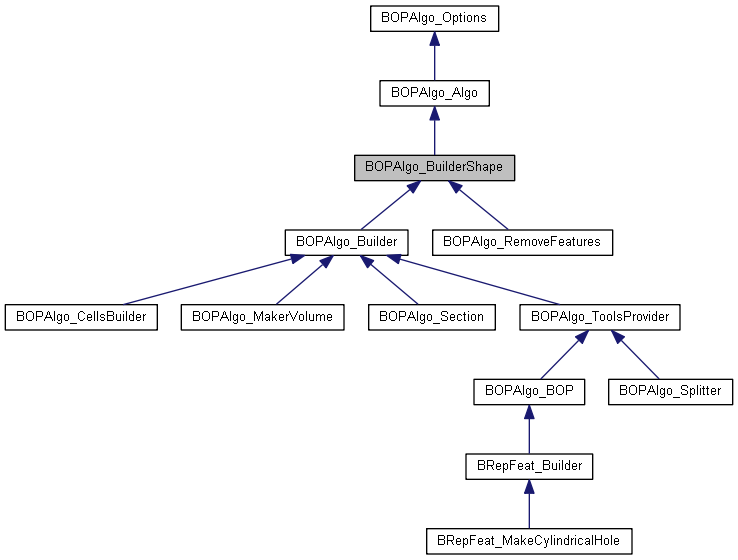 BOPAlgo_Options
BOPAlgo_Algo
BOPAlgo_BuilderShape
BOPAlgo_Builder
BOPAlgo_RemoveFeatures
BOPAlgo_CellsBuilder
BOPAlgo_MakerVolume
BOPAlgo_Section
BOPAlgo_ToolsProvider
BOPAlgo_BOP
BOPAlgo_Splitter
BRepFeat_Builder
BRepFeat_MakeCylindricalHole